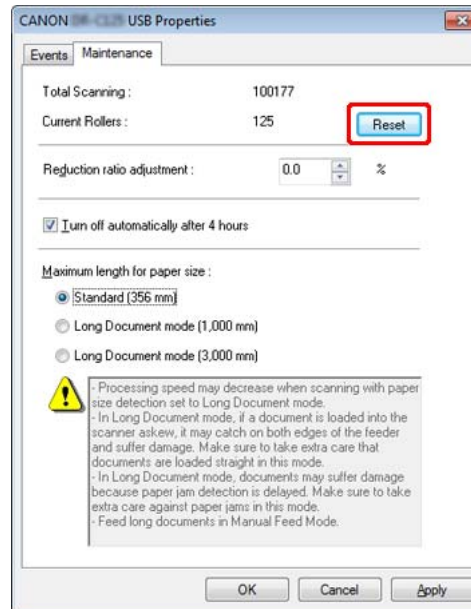 CANON USB Properties
Events Maintenance
Total Scanning : 100177
Current Rollers : 125 Reset
Reduction ratio adjustment : 0.0 %
Turn off automatically after 4 hours
Maximum length for paper size :
Standard (356 mm)
Long Document mode (1,000 mm)
Long Document mode (3,000 mm)
- Processing speed may decrease when scanning with paper
size detection set to Long Document mode.
- In Long Document mode, if a document is loaded into the
scanner askew, it may catch on both edges of the feeder
and suffer damage. Make sure to take extra care that
documents are loaded straight in this mode.
- In Long Document mode, documents may suffer damage
because paper jam detection is delayed. Make sure to take
extra care against paper jams in this mode.
- Feed long documents in Manual Feed Mode.
OK Cancel Apply